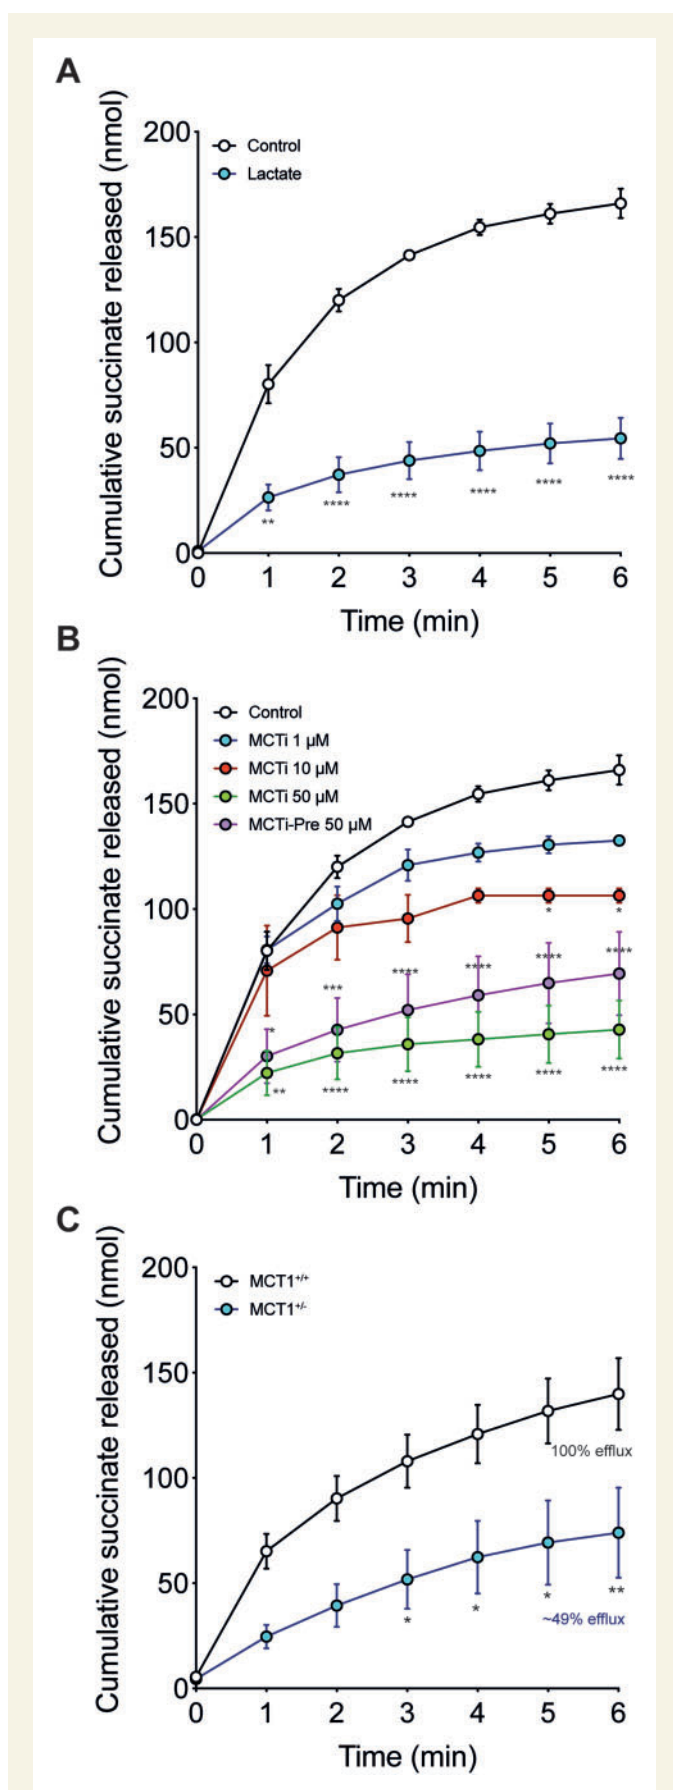 A
Cumulative succinate released (nmol)
200
150
100
50
0
Control
Lactate
**
****
****
****
****
****
0 1 2 3 4 5 6
Time (min)
B
Cumulative succinate released (nmol)
200
150
100
50
0
Control
MCTi 1 μM
MCTi 10 μM
MCTi 50 μM
MCTi-Pre 50 μM
* *
*** **** **** **** ****
*
** **** **** **** **** ****
0 1 2 3 4 5 6
Time (min)
C
Cumulative succinate released (nmol)
200
150
100
50
0
MCT1+/+
MCT1+/-
100% efflux
* * * **
~49% efflux
0 1 2 3 4 5 6
Time (min)